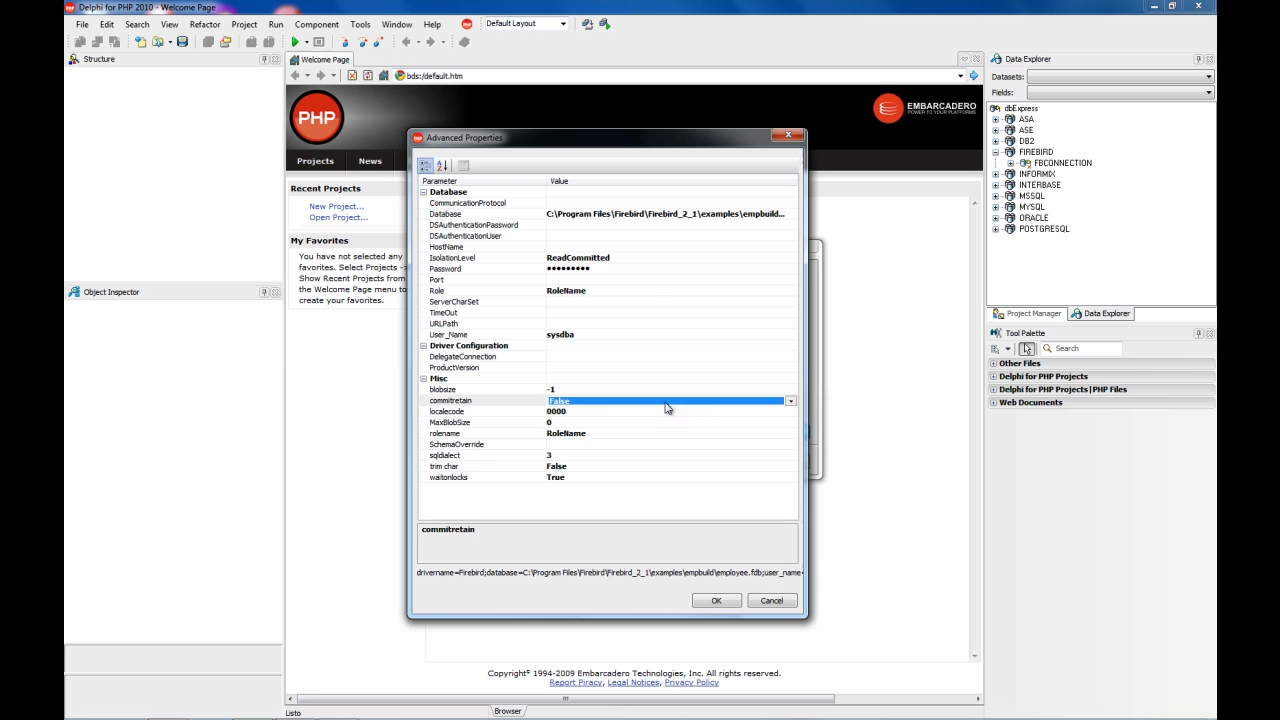 Delphi for PHP 2010 - Welcome Page
File Edit Search View Refactor Project Run Component Tools Window Help Default Layout
Structure
Welcome Page
bds:/default.htm
PHP
EMBARCADERO
POWER TO YOUR PLATFORMS
Projects News
Recent Projects
New Project...
Open Project...
My Favorites
You have not selected any
favorites. Select Projects ->
Show Recent Projects from
the Welcome Page menu to
create your favorites.
Object Inspector
Advanced Properties
Parameter Value
Database
CommunicationProtocol
Database C:\Program Files\Firebird\Firebird_2_1\examples\empbuild...
DSAuthenticationPassword
DSAuthenticationUser
HostName
IsolationLevel ReadCommitted
Password •••••••••
Port
Role RoleName
ServerCharSet
TimeOut
URLPath
User_Name sysdba
Driver Configuration
DelegateConnection
ProductVersion
Misc
blobsize -1
commitretain False
localecode 0000
MaxBlobSize 0
rolename RoleName
SchemaOverride
sqldialect 3
trim char False
waitonlocks True
commitretain
drivername=Firebird;database=C:\Program Files\Firebird\Firebird_2_1\examples\empbuild\employee.fdb;user_name=
OK Cancel
Copyright© 1994-2009 Embarcadero Technologies, Inc. All rights reserved.
Report Piracy, Legal Notices, Privacy Policy
Listo
Browser
Data Explorer
Datasets:
Fields:
dbExpress
ASA
ASE
DB2
FIREBIRD
FBCONNECTION
INFORMIX
INTERBASE
MSSQL
MYSQL
ORACLE
POSTGRESQL
Project Manager Data Explorer
Tool Palette
Search
Other Files
Delphi for PHP Projects
Delphi for PHP Projects|PHP Files
Web Documents